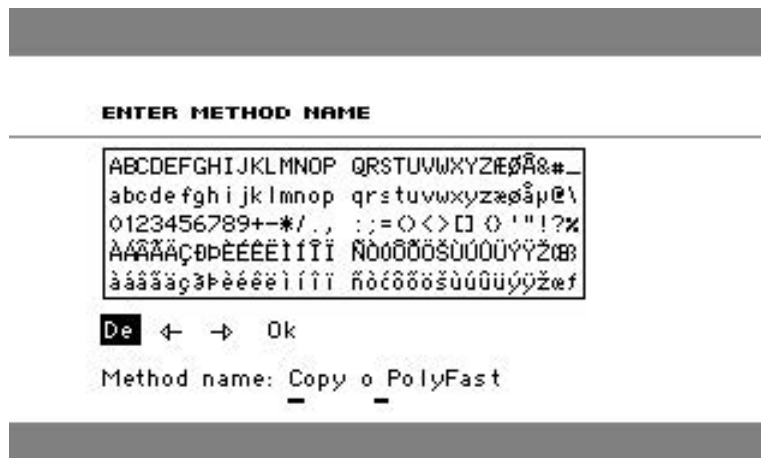 ENTER METHOD NAME
ABCDEFGHIJKLMNOP QRSTUVWXYZÆØÅ&#_
abcdefghijklmnop qrstuvwxyzæøåµ@\
0123456789+-*/., :;=()<>[]{}'"!?%
De ← → Ok
Method name: Copy o PolyFast